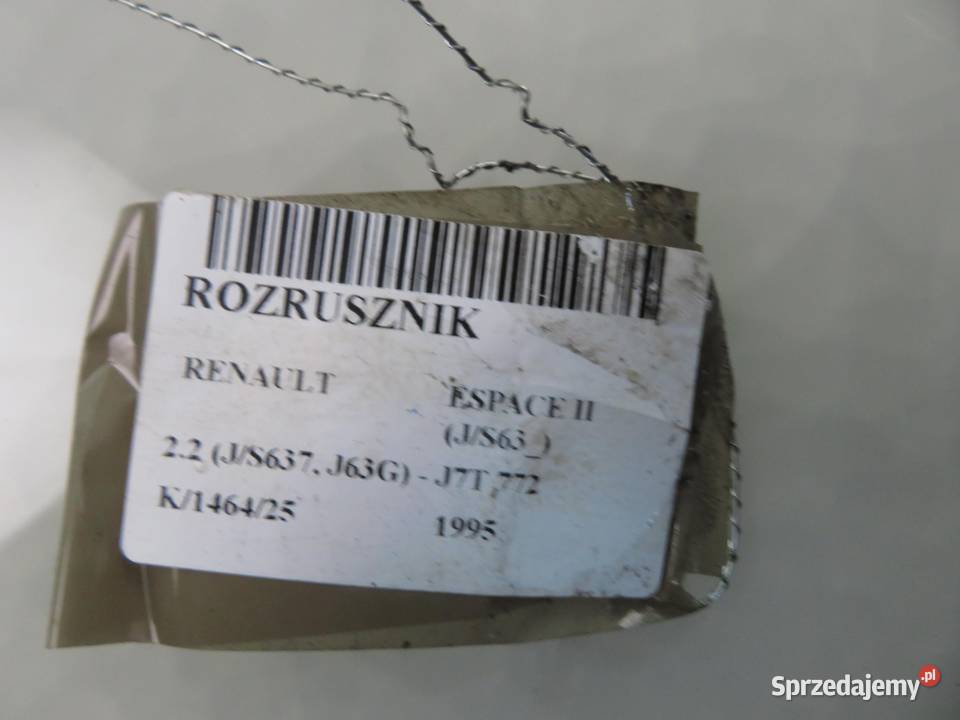 ROZRUSZNIK
RENAULT ESPACE II
(J/S63_)
2.2 (J/S637, J63G) - J7T 772
K/1464/25 1995
Sprzedajemy.pl